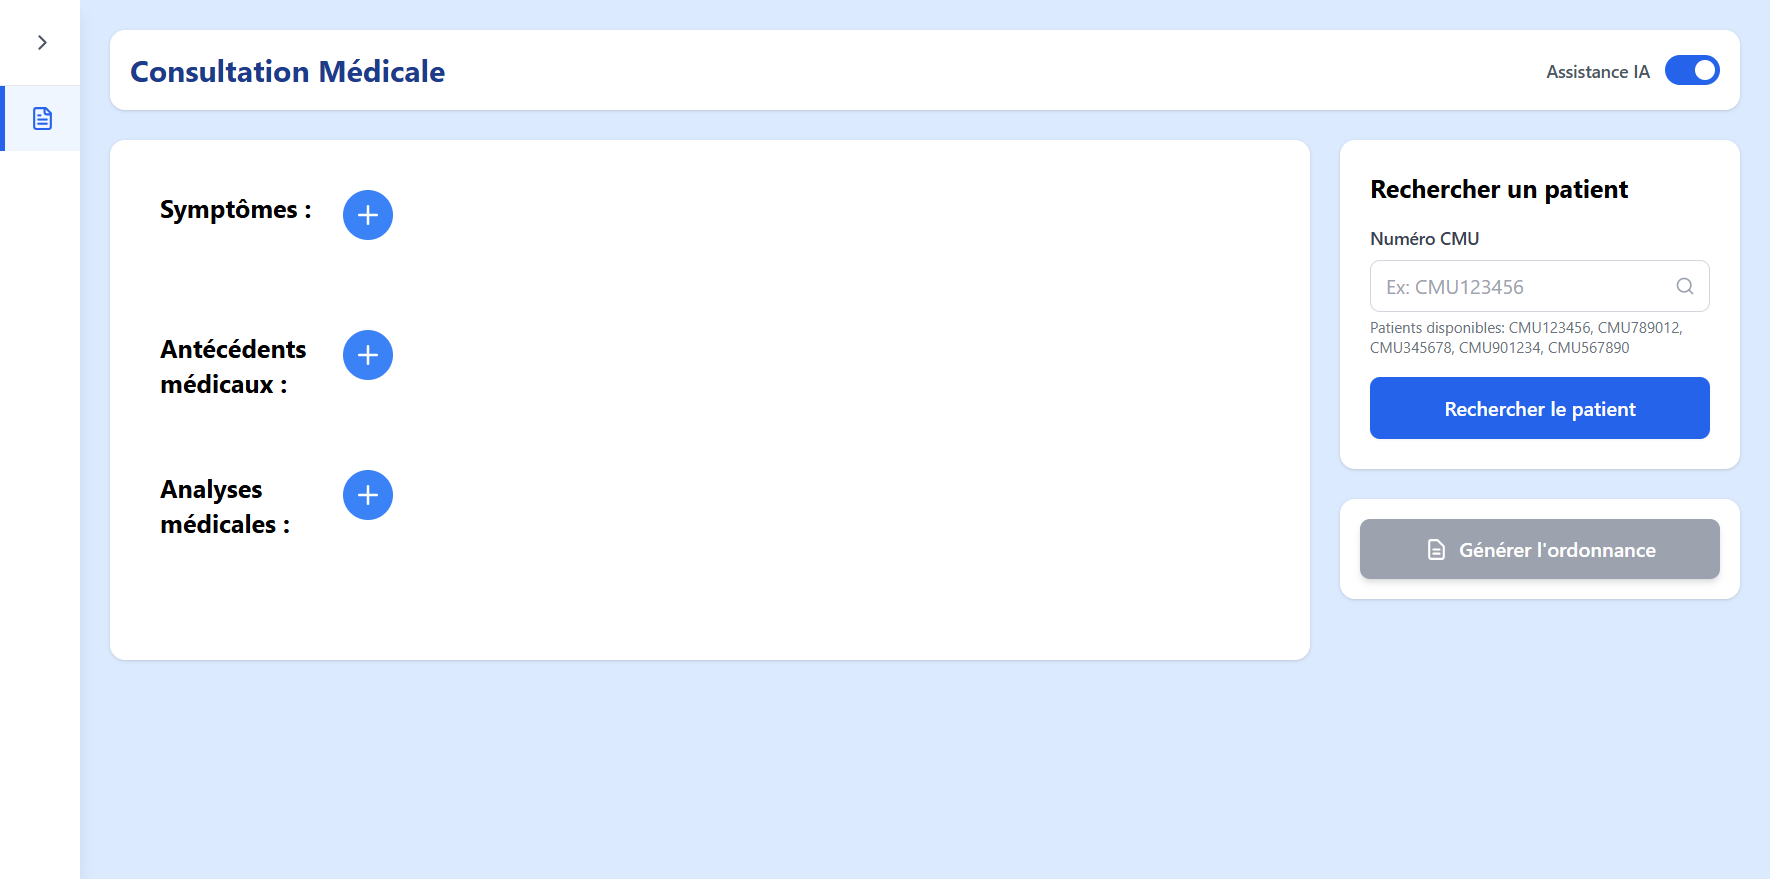 Consultation Médicale
Assistance IA
Symptômes :
Antécédents
médicaux :
Analyses
médicales :
Rechercher un patient
Numéro CMU
Ex: CMU123456
Patients disponibles: CMU123456, CMU789012,
CMU345678, CMU901234, CMU567890
Rechercher le patient
Générer l'ordonnance